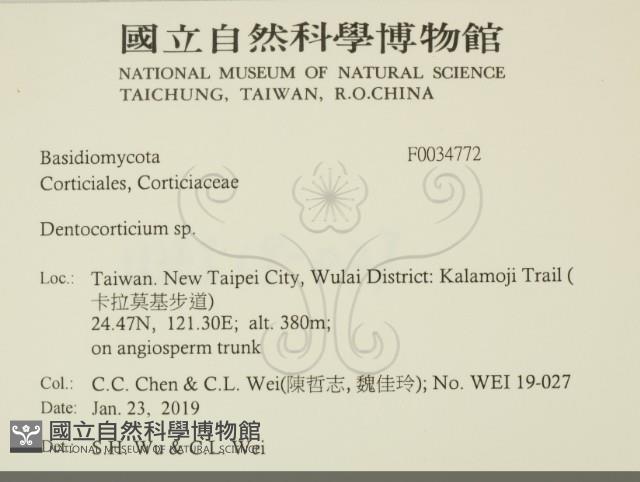 國立自然科學博物館
NATIONAL MUSEUM OF NATURAL SCIENCE
TAICHUNG, TAIWAN, R.O.CHINA
Basidiomycota F0034772
Corticiales, Corticiaceae
Dentocorticium sp.
Loc.: Taiwan. New Taipei City, Wulai District: Kalamoji Trail (
卡拉莫基步道)
24.47N, 121.30E; alt. 380m;
on angiosperm trunk
Col.: C.C. Chen & C.L. Wei(陳哲志, 魏佳玲); No. WEI 19-027
Date: Jan. 23, 2019
國立自然科學博物館
Det.: S.H. Wu & C.L. Wei
NATIONAL MUSEUM OF NATURAL SCIENCE